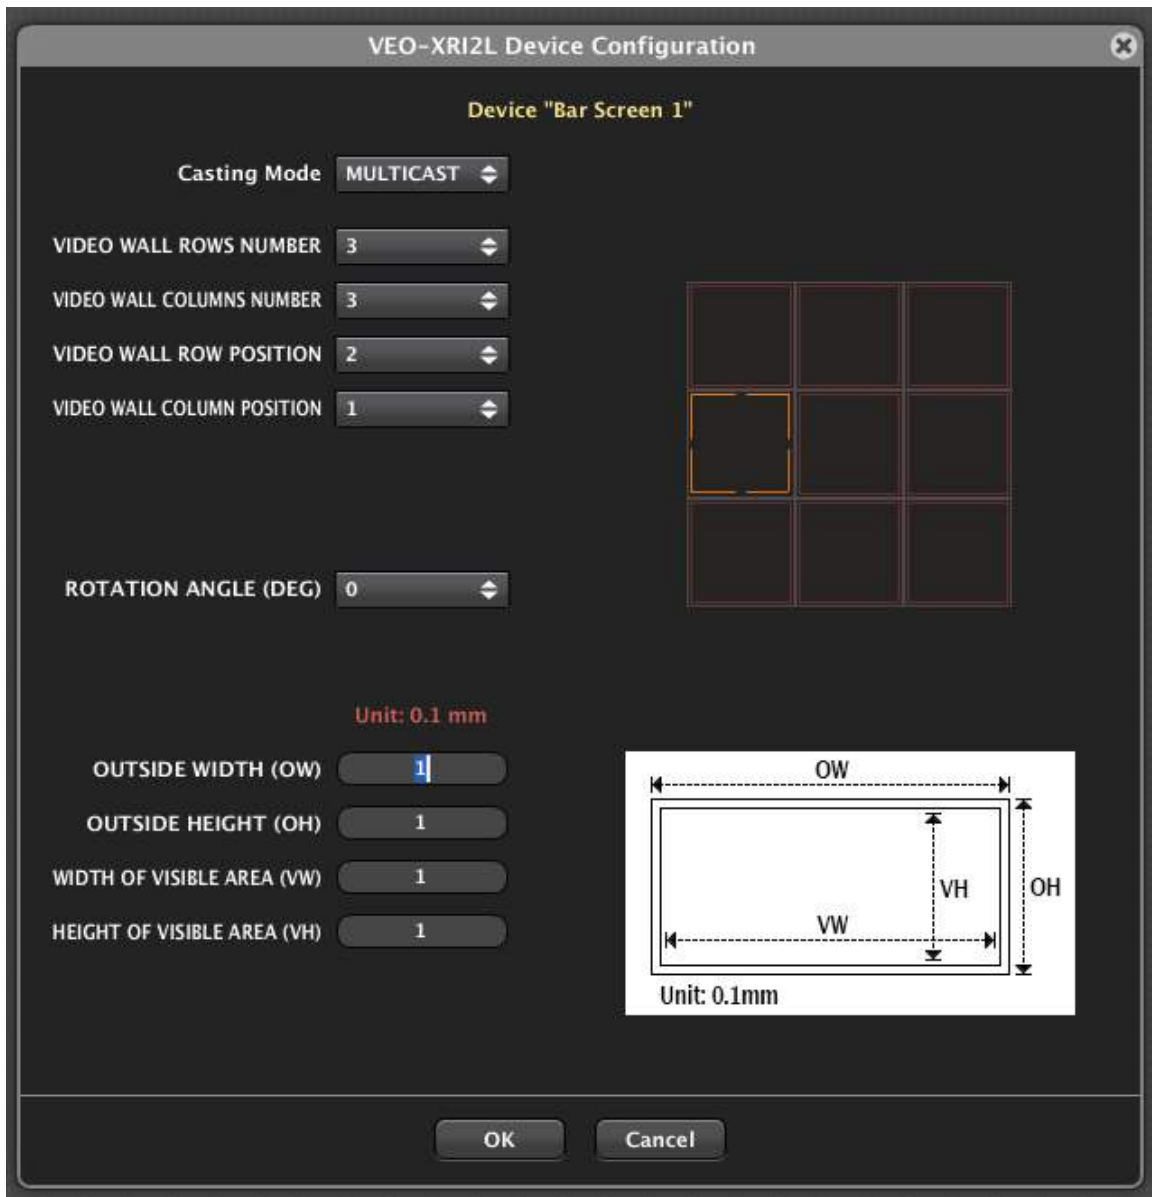 VEO-XRI2L Device Configuration
Device "Bar Screen 1"
Casting Mode MULTICAST
VIDEO WALL ROWS NUMBER 3
VIDEO WALL COLUMNS NUMBER 3
VIDEO WALL ROW POSITION 2
VIDEO WALL COLUMN POSITION 1
ROTATION ANGLE (DEG) 0
Unit: 0.1 mm
OUTSIDE WIDTH (OW) 1
OUTSIDE HEIGHT (OH) 1
WIDTH OF VISIBLE AREA (VW) 1
HEIGHT OF VISIBLE AREA (VH) 1
OW
VH
OH
VW
Unit: 0.1mm
OK
Cancel